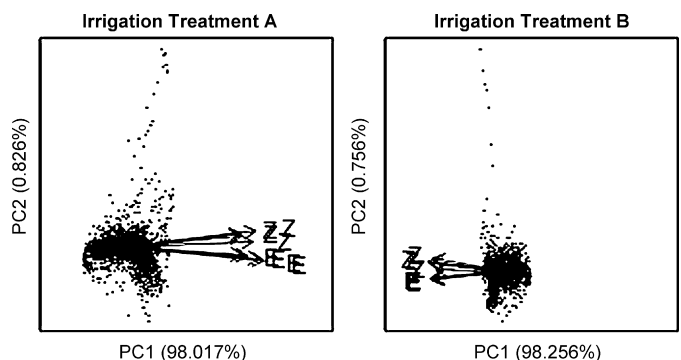 Irrigation Treatment A
Irrigation Treatment B
PC2 (0.826%)
PC2 (0.756%)
Z Z
Z
E E
Z
Z
E
PC1 (98.017%)
PC1 (98.256%)